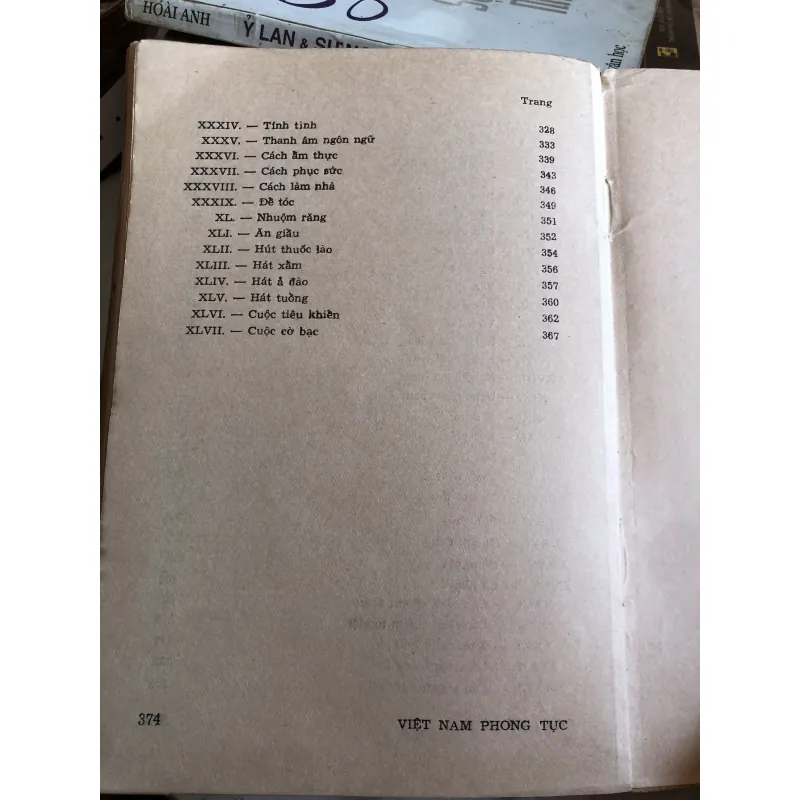 HOÀI ANH
Ỷ LAN &
văn học
Trang
XXXIV. — Tính tình 328
XXXV. — Thanh âm ngôn ngữ 333
XXXVI. — Cách ẩm thực 339
XXXVII. — Cách phục sức 343
XXXVIII. — Cách làm nhà 346
XXXIX. — Để tóc 349
XL. — Nhuộm răng 351
XLI. — Ăn giầu 352
XLII. — Hút thuốc lào 354
XLIII. — Hát xẩm 356
XLIV. — Hát ả đào 357
XLV. — Hát tuồng 360
XLVI. — Cuộc tiêu khiển 362
XLVII. — Cuộc cờ bạc 367
374 VIỆT NAM PHONG TỤC